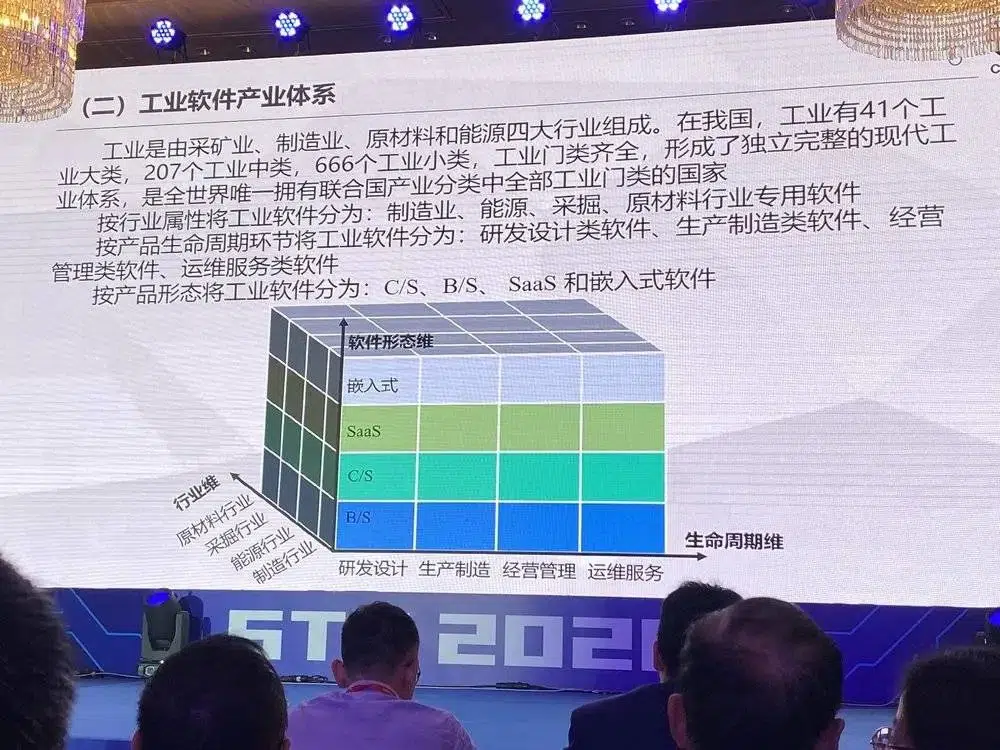 （二）工业软件产业体系
工业是由采矿业、制造业、原材料和能源四大行业组成。在我国，工业有41个工
业大类，207个工业中类，666个工业小类，工业门类齐全，形成了独立完整的现代工
业体系，是全世界唯一拥有联合国产业分类中全部工业门类的国家
按行业属性将工业软件分为：制造业、能源、采掘、原材料行业专用软件
按产品生命周期环节将工业软件分为：研发设计类软件、生产制造类软件、经营
管理类软件、运维服务类软件
按产品形态将工业软件分为：C/S、B/S、 SaaS 和嵌入式软件
软件形态维
嵌入式
SaaS
C/S
B/S
行业维
原材料行业
采掘行业
能源行业
制造行业
生命周期维
研发设计 生产制造 经营管理 运维服务